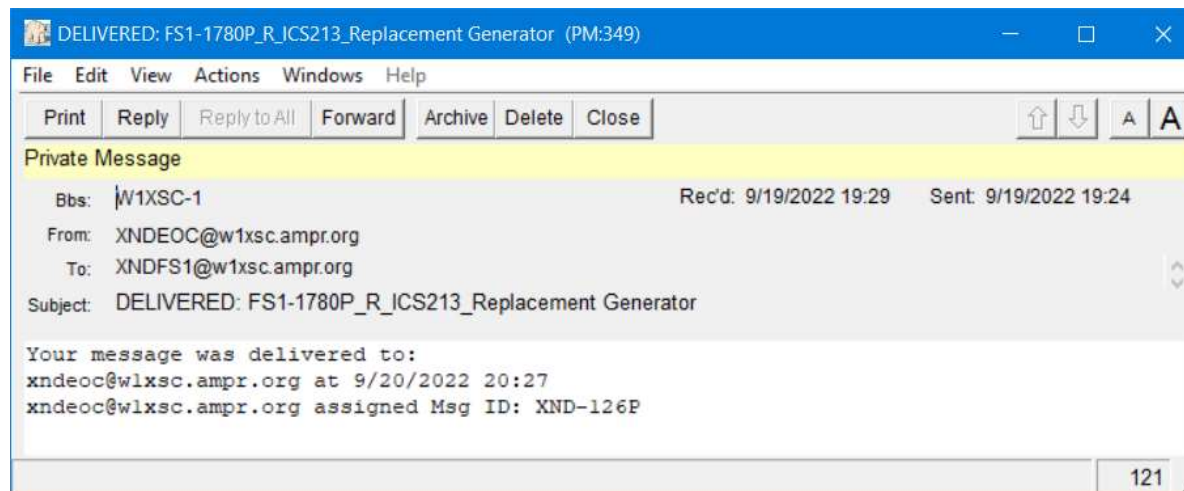 DELIVERED: FS1-1780P_R_ICS213_Replacement Generator (PM:349)
File Edit View Actions Windows Help
Print Reply Reply to All Forward Archive Delete Close A A
Private Message
Bbs: W1XSC-1 Rec'd: 9/19/2022 19:29 Sent: 9/19/2022 19:24
From: XNDEOC@w1xsc.ampr.org
To: XNDFS1@w1xsc.ampr.org
Subject: DELIVERED: FS1-1780P_R_ICS213_Replacement Generator
Your message was delivered to:
xndeoc@w1xsc.ampr.org at 9/20/2022 20:27
xndeoc@w1xsc.ampr.org assigned Msg ID: XND-126P
121